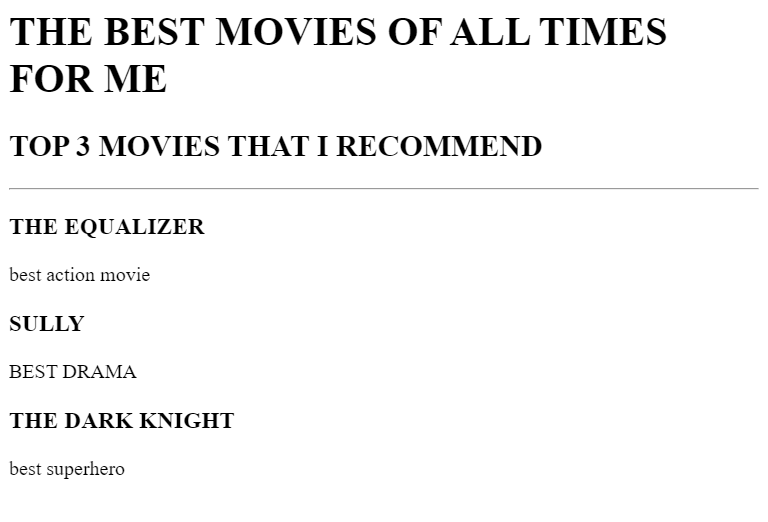 THE BEST MOVIES OF ALL TIMES
FOR ME
TOP 3 MOVIES THAT I RECOMMEND
THE EQUALIZER
best action movie
SULLY
BEST DRAMA
THE DARK KNIGHT
best superhero